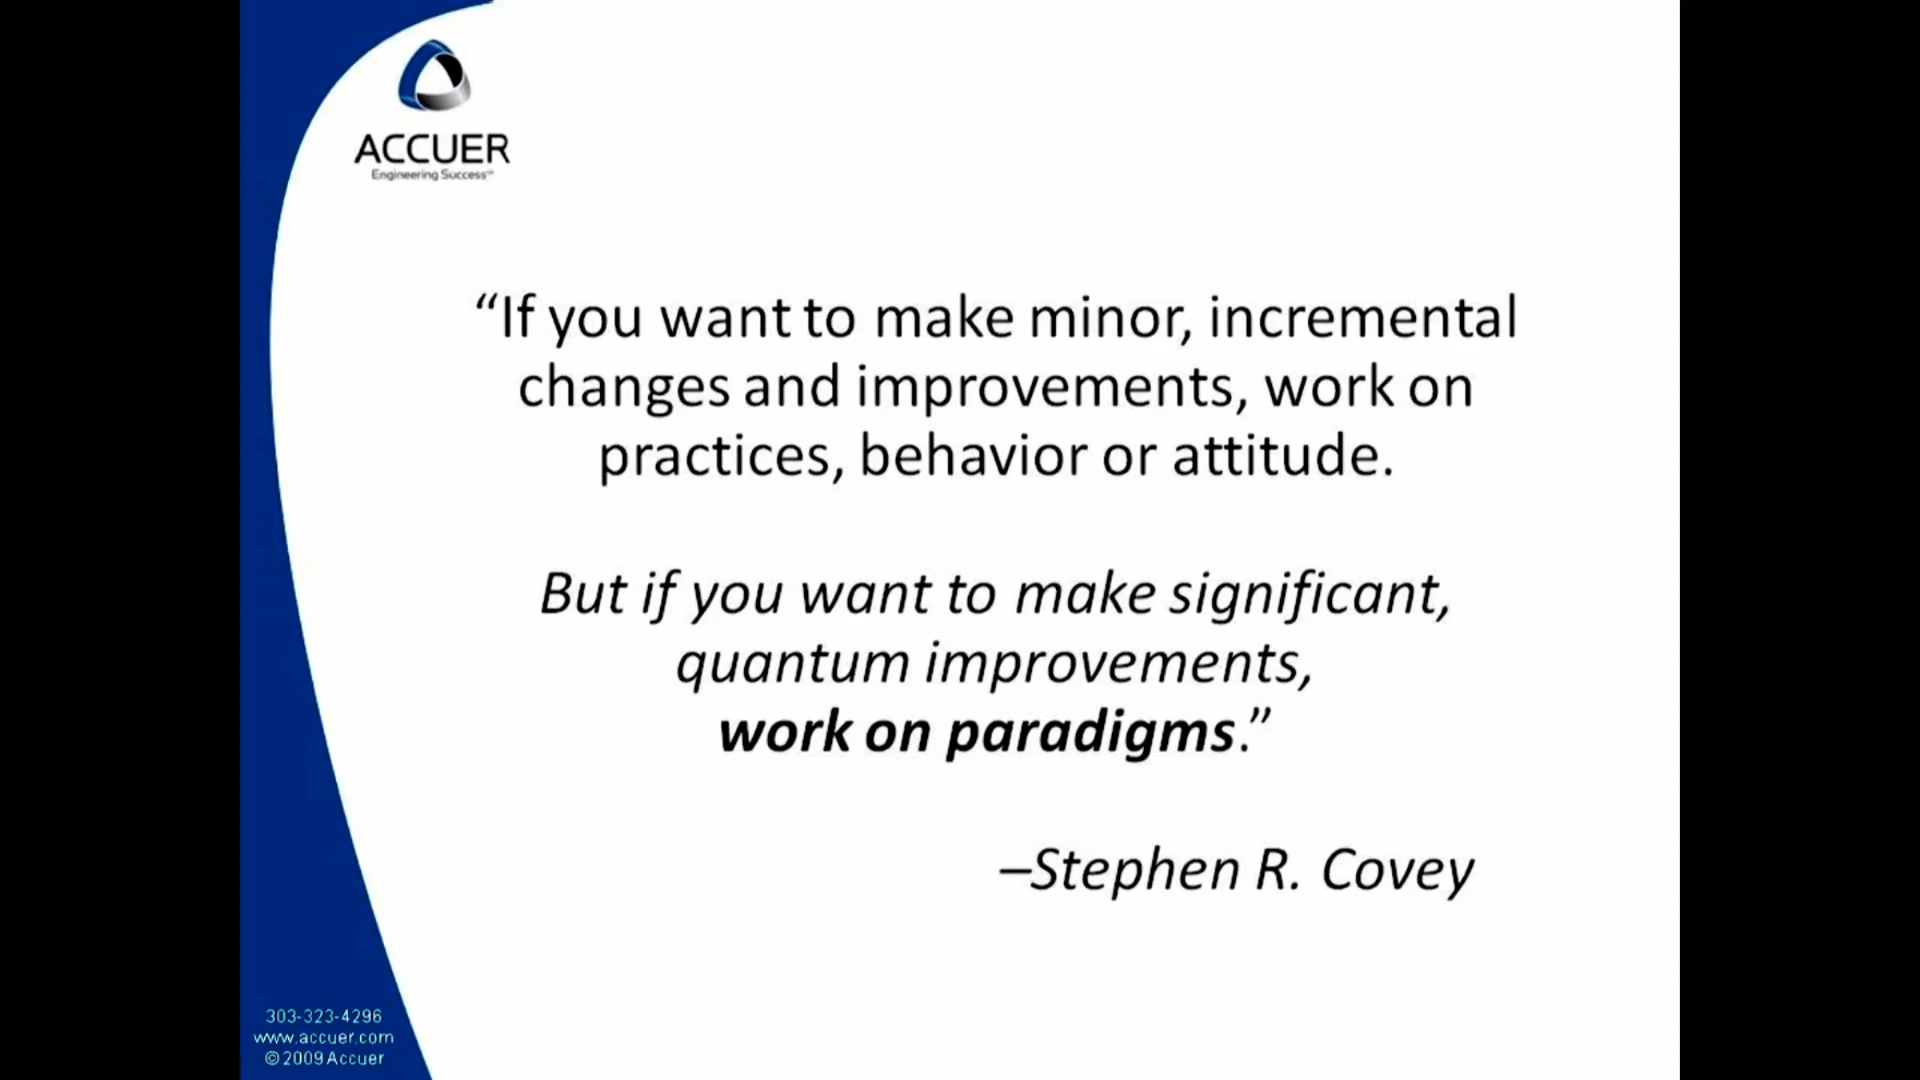 ACCUER
Engineering Success℠
“If you want to make minor, incremental
changes and improvements, work on
practices, behavior or attitude.
But if you want to make significant,
quantum improvements,
work on paradigms.”
–Stephen R. Covey
303-323-4296
www.accuer.com
©2009 Accuer